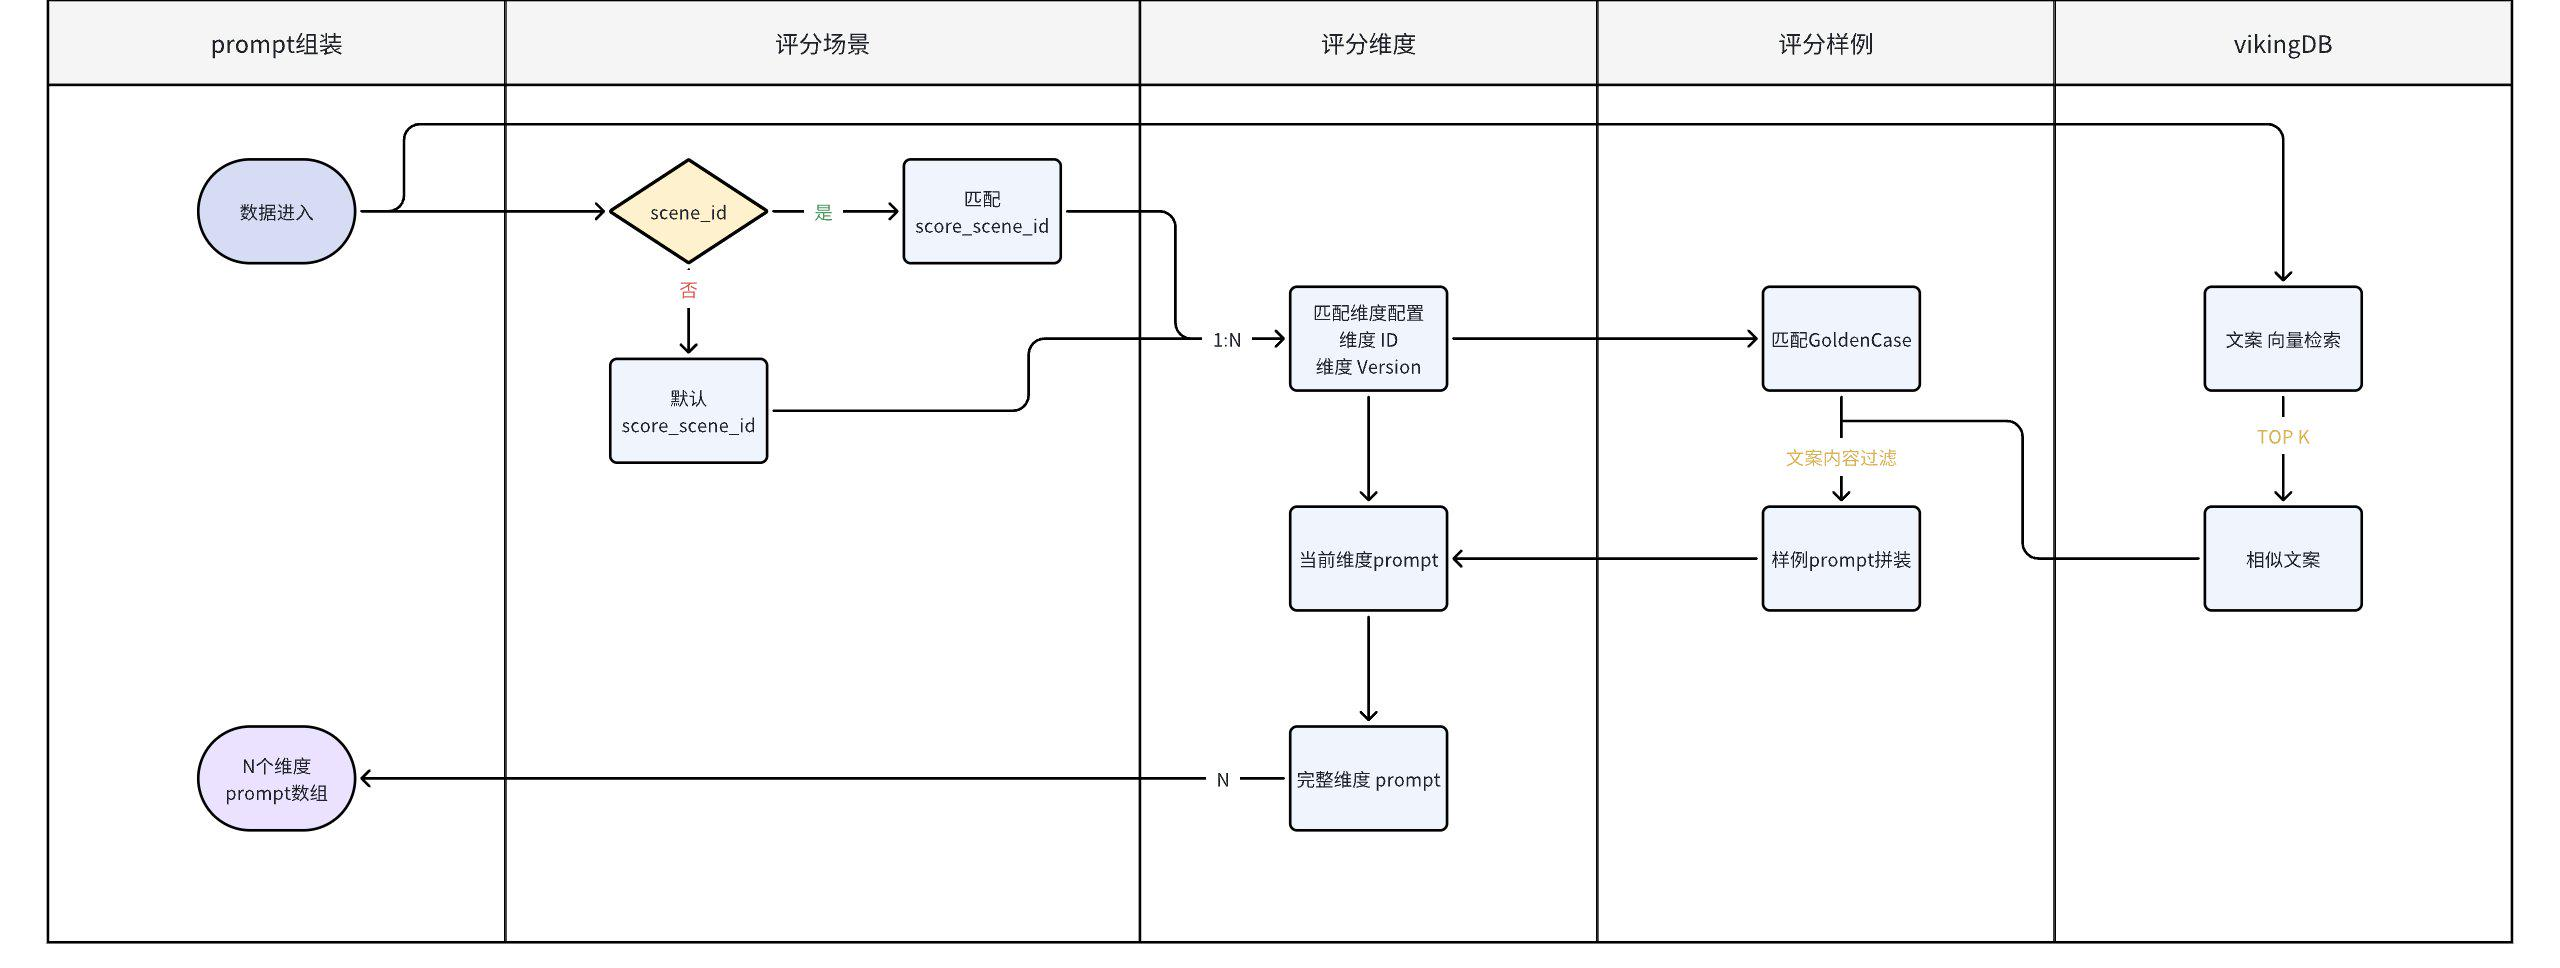 prompt组装
评分场景
评分维度
评分样例
vikingDB
数据进入
scene_id
是
匹配
score_scene_id
否
默认
score_scene_id
1:N
匹配维度配置
维度 ID
维度 Version
匹配GoldenCase
文案 向量检索
文案内容过滤
TOP K
当前维度prompt
样例prompt拼装
相似文案
N个维度
prompt数组
N
完整维度 prompt